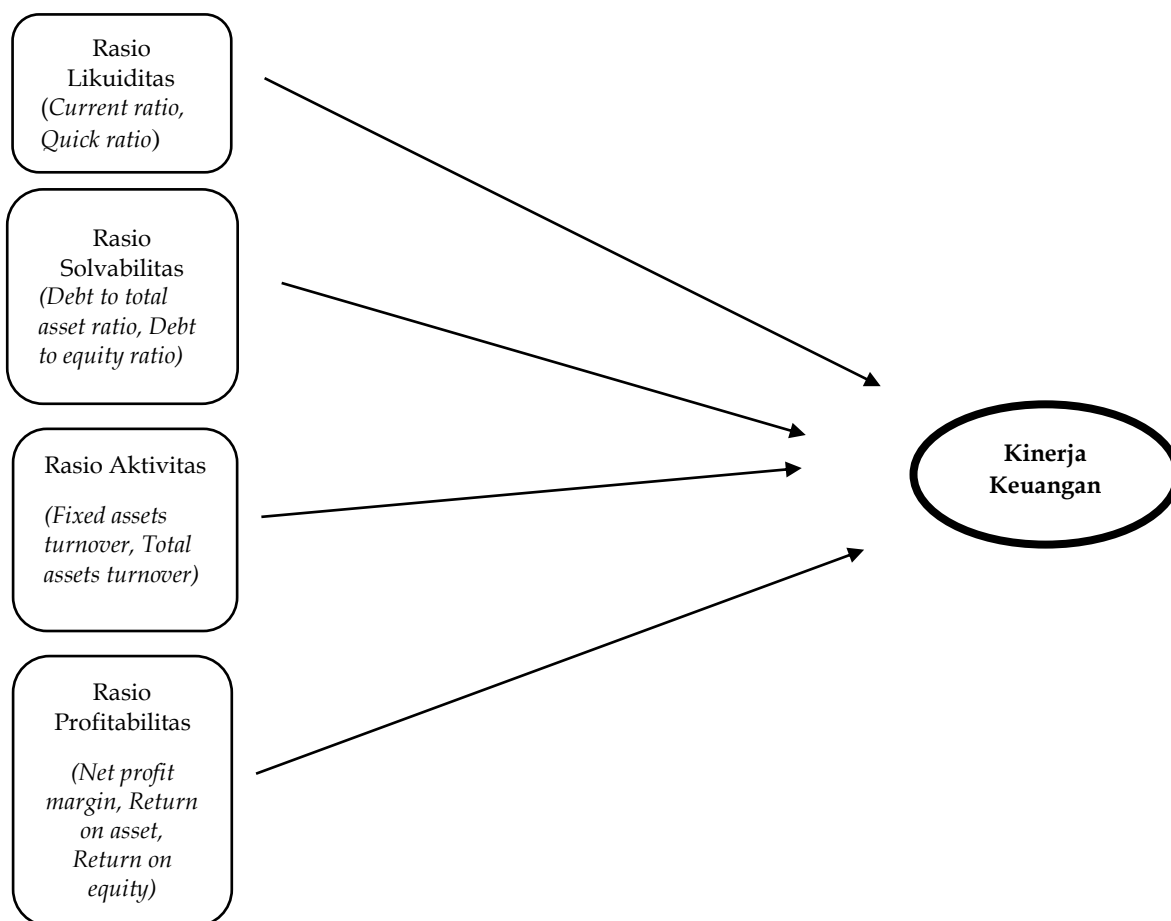 Rasio
Likuiditas
(Current ratio,
Quick ratio)
Rasio
Solvabilitas
(Debt to total
asset ratio, Debt
to equity ratio)
Rasio Aktivitas
(Fixed assets
turnover, Total
assets turnover)
Rasio
Profitabilitas
(Net profit
margin, Return
on asset,
Return on
equity)
Kinerja
Keuangan